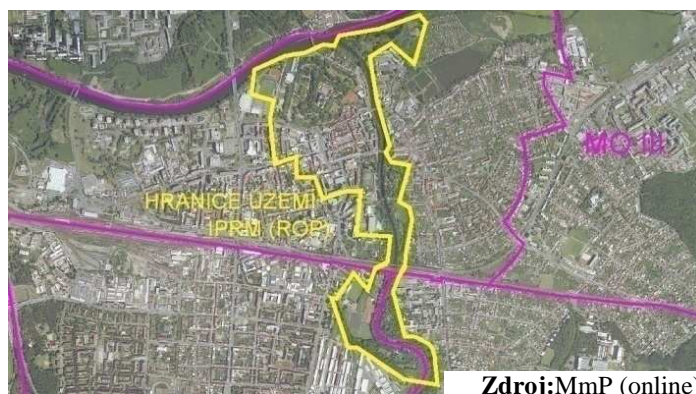 MO III
HRANICE ÚZEMÍ
IPRM (ROP)
Zdroj:MmP (online)